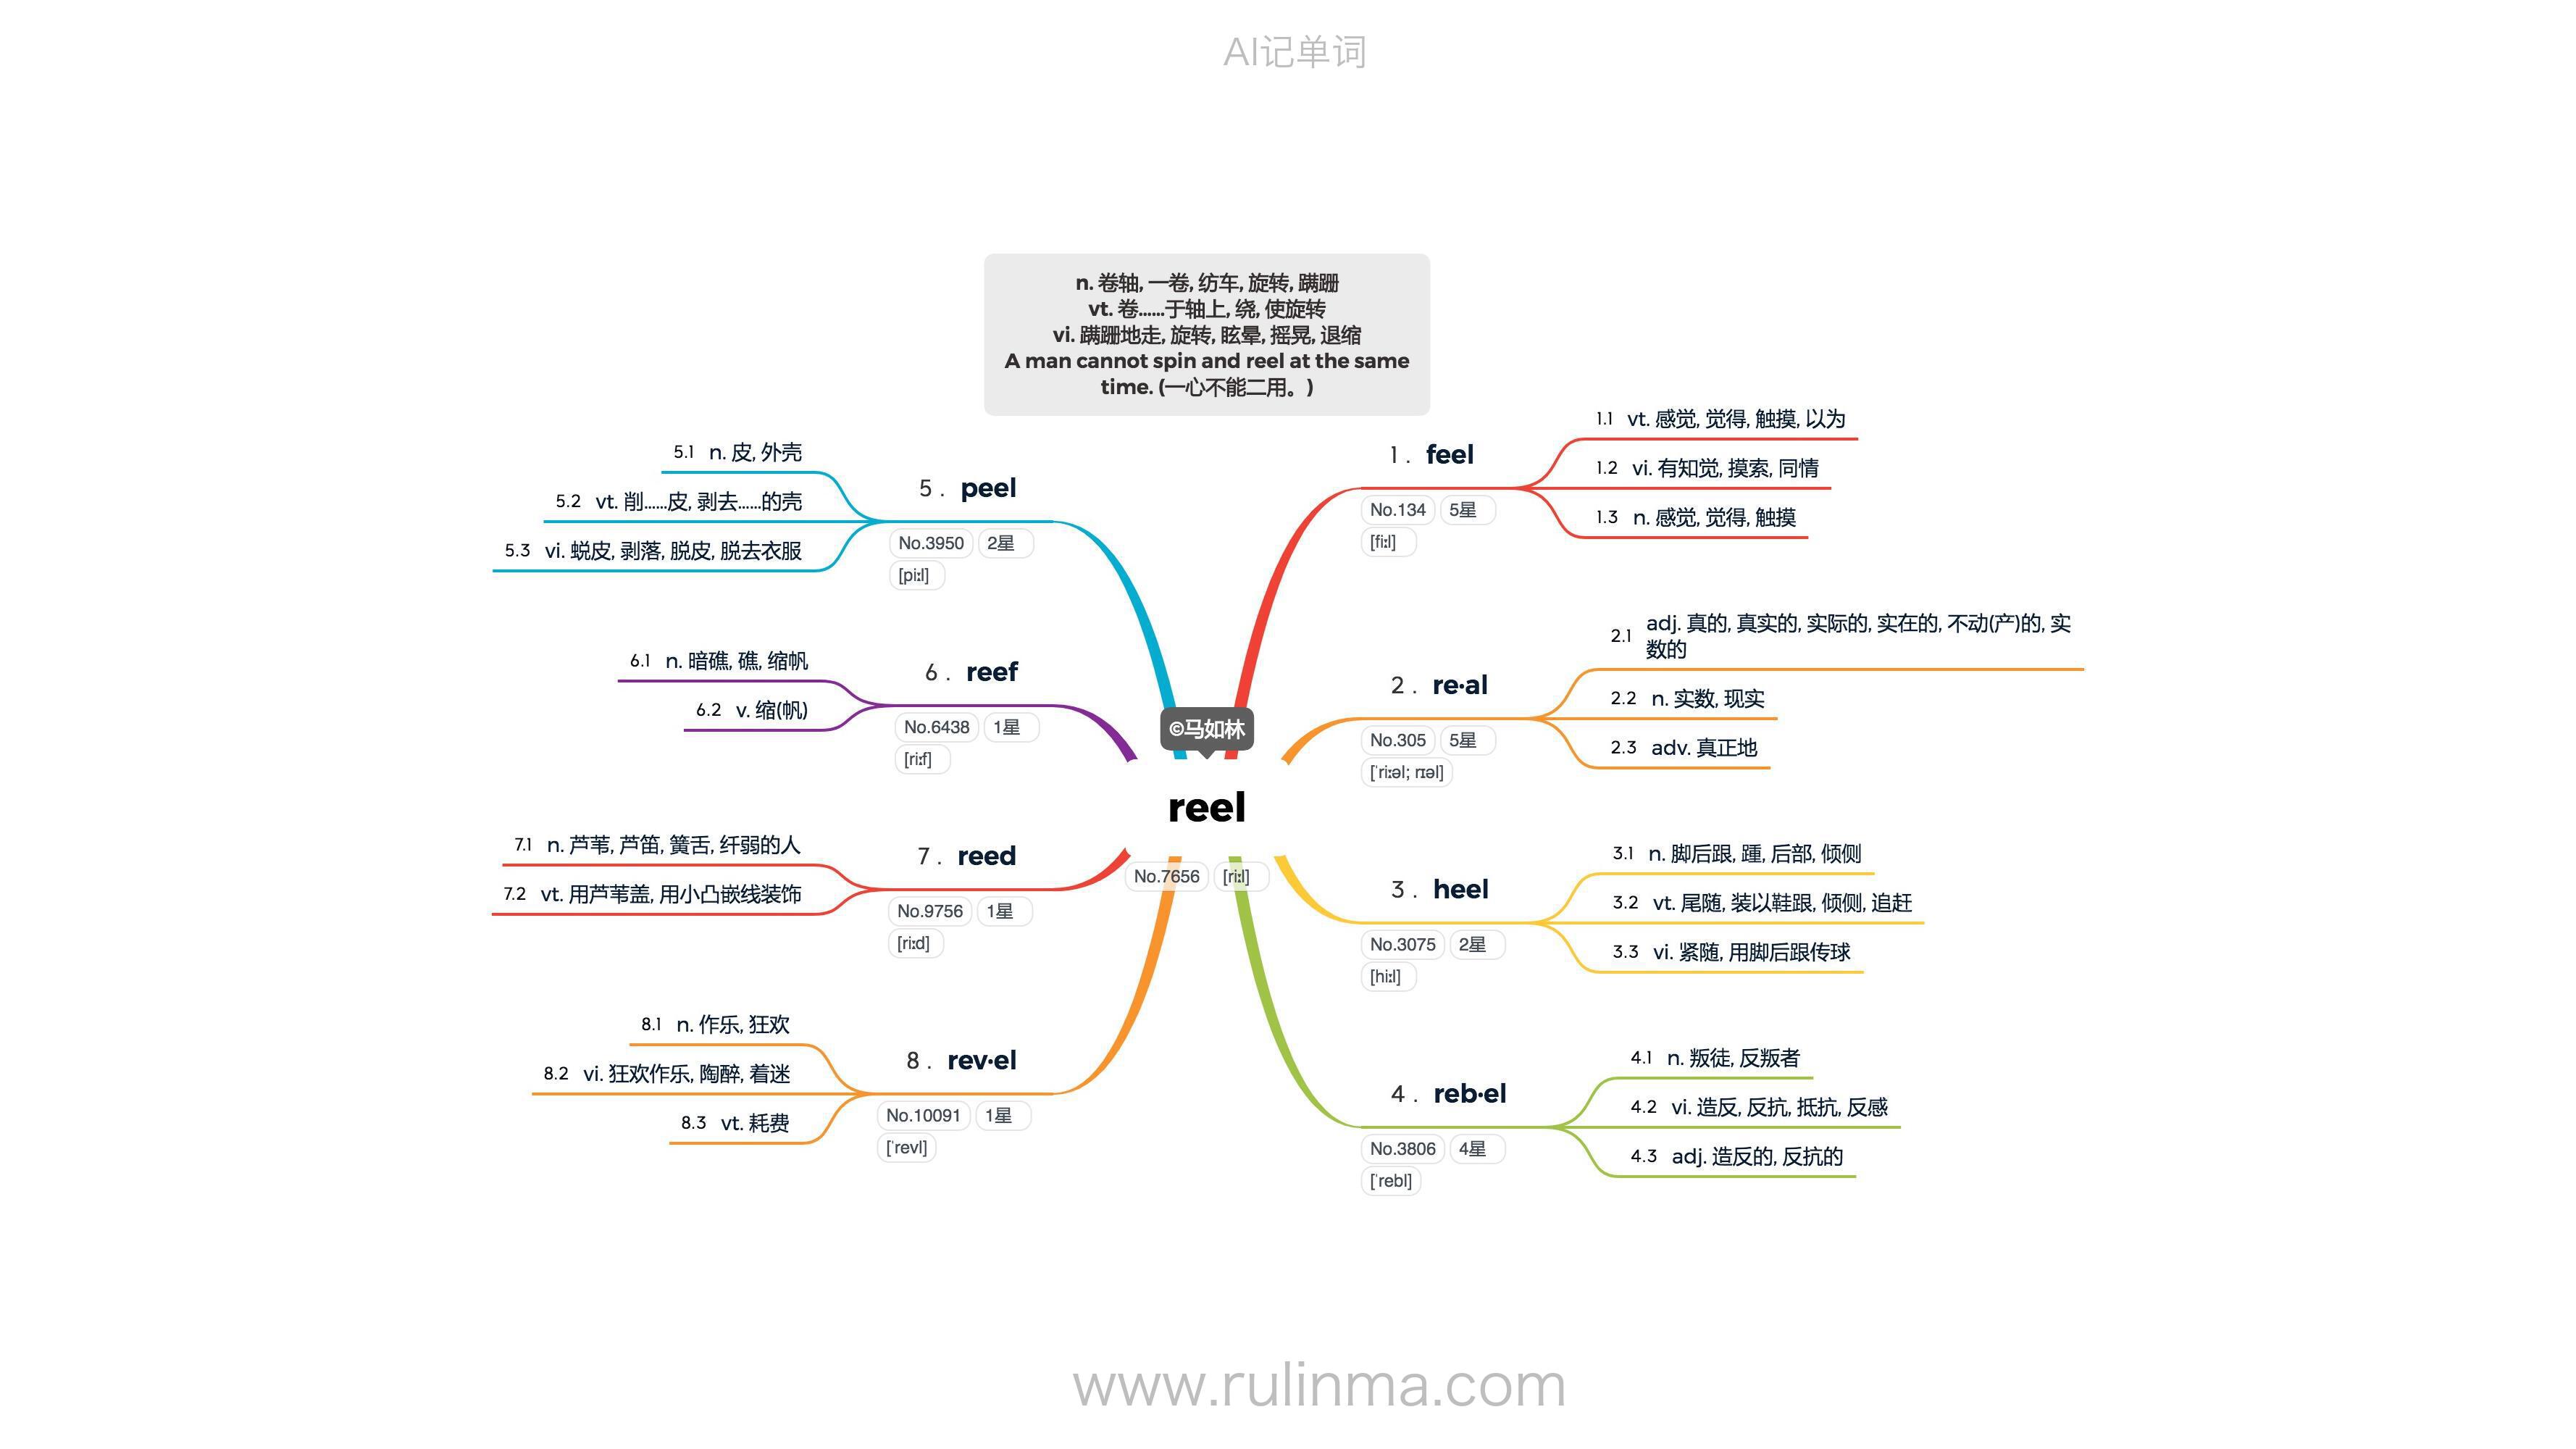 AI记单词
n. 卷轴, 一卷, 纺车, 旋转, 蹒跚
vt. 卷......于轴上, 绕, 使旋转
vi. 蹒跚地走, 旋转, 眩晕, 摇晃, 退缩
A man cannot spin and reel at the same
time. (一心不能二用。)
©马如林
reel
No.7656 [riːl]
1. feel
No.134 5星
[fiːl]
1.1 vt. 感觉, 觉得, 触摸, 以为
1.2 vi. 有知觉, 摸索, 同情
1.3 n. 感觉, 觉得, 触摸
2. re·al
No.305 5星
[ˈriːəl; rɪəl]
2.1 adj. 真的, 真实的, 实际的, 实在的, 不动(产)的, 实
数的
2.2 n. 实数, 现实
2.3 adv. 真正地
3. heel
No.3075 2星
[hiːl]
3.1 n. 脚后跟, 踵, 后部, 倾侧
3.2 vt. 尾随, 装以鞋跟, 倾侧, 追赶
3.3 vi. 紧随, 用脚后跟传球
4. reb·el
No.3806 4星
[ˈrebl]
4.1 n. 叛徒, 反叛者
4.2 vi. 造反, 反抗, 抵抗, 反感
4.3 adj. 造反的, 反抗的
5. peel
No.3950 2星
[piːl]
5.1 n. 皮, 外壳
5.2 vt. 削......皮, 剥去......的壳
5.3 vi. 蜕皮, 剥落, 脱皮, 脱去衣服
6. reef
No.6438 1星
[riːf]
6.1 n. 暗礁, 礁, 缩帆
6.2 v. 缩(帆)
7. reed
No.9756 1星
[riːd]
7.1 n. 芦苇, 芦笛, 簧舌, 纤弱的人
7.2 vt. 用芦苇盖, 用小凸嵌线装饰
8. rev·el
No.10091 1星
[ˈrevl]
8.1 n. 作乐, 狂欢
8.2 vi. 狂欢作乐, 陶醉, 着迷
8.3 vt. 耗费
www.rulinma.com